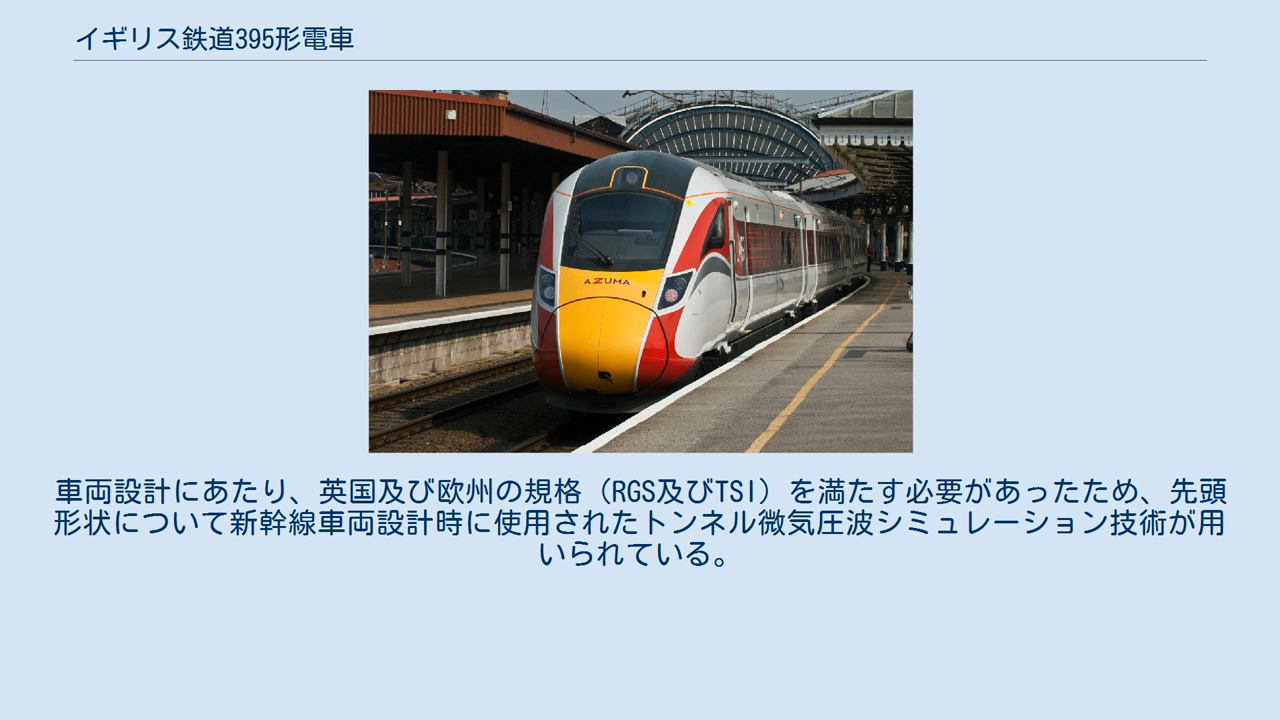 イギリス鉄道395形電車
AZUMA
車両設計にあたり、英国及び欧州の規格（RGS及びTSI）を満たす必要があったため、先頭
形状について新幹線車両設計時に使用されたトンネル微気圧波シミュレーション技術が用
いられている。